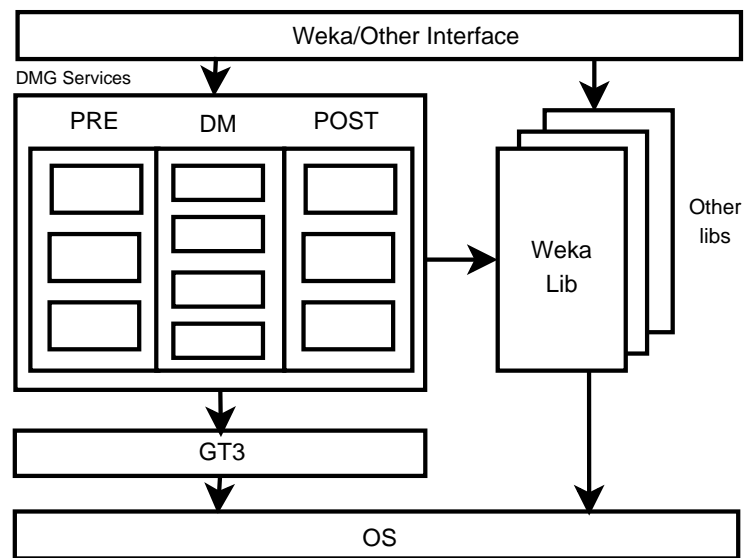 Weka/Other Interface
DMG Services
PRE
DM
POST
Other
libs
Weka
Lib
GT3
OS